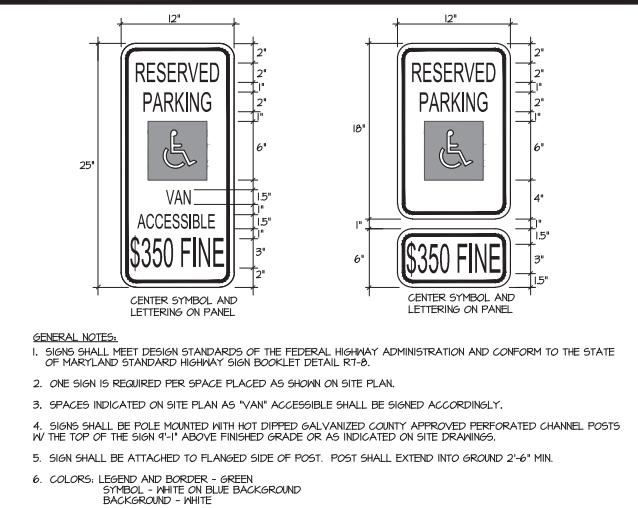 12"
RESERVED
PARKING
VAN
ACCESSIBLE
$350 FINE
25"
2"
2"
1"
2"
1"
6"
1.5"
1"
1.5"
1"
3"
2"
CENTER SYMBOL AND
LETTERING ON PANEL
12"
RESERVED
PARKING
$350 FINE
18"
1"
6"
2"
2"
1"
2"
1"
6"
4"
1"
1.5"
3"
1.5"
CENTER SYMBOL AND
LETTERING ON PANEL
GENERAL NOTES:
1. SIGNS SHALL MEET DESIGN STANDARDS OF THE FEDERAL HIGHWAY ADMINISTRATION AND CONFORM TO THE STATE
OF MARYLAND STANDARD HIGHWAY SIGN BOOKLET DETAIL R7-8.
2. ONE SIGN IS REQUIRED PER SPACE PLACED AS SHOWN ON SITE PLAN.
3. SPACES INDICATED ON SITE PLAN AS "VAN" ACCESSIBLE SHALL BE SIGNED ACCORDINGLY.
4. SIGNS SHALL BE POLE MOUNTED WITH HOT DIPPED GALVANIZED COUNTY APPROVED PERFORATED CHANNEL POSTS
W/ THE TOP OF THE SIGN 9'-1" ABOVE FINISHED GRADE OR AS INDICATED ON SITE DRAWINGS.
5. SIGN SHALL BE ATTACHED TO FLANGED SIDE OF POST. POST SHALL EXTEND INTO GROUND 2'-6" MIN.
6. COLORS: LEGEND AND BORDER - GREEN
SYMBOL - WHITE ON BLUE BACKGROUND
BACKGROUND - WHITE